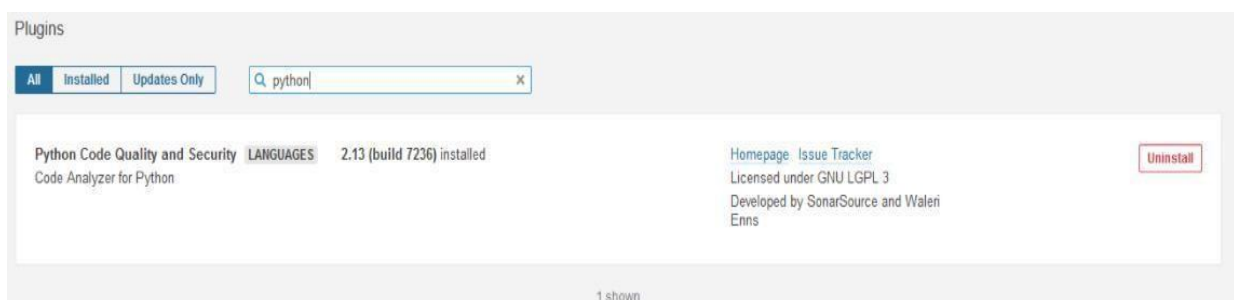 Plugins
All Installed Updates Only python
Python Code Quality and Security LANGUAGES 2.13 (build 7236) installed Homepage Issue Tracker Uninstall
Code Analyzer for Python Licensed under GNU LGPL 3
Developed by SonarSource and Waleri
Enns
1 shown